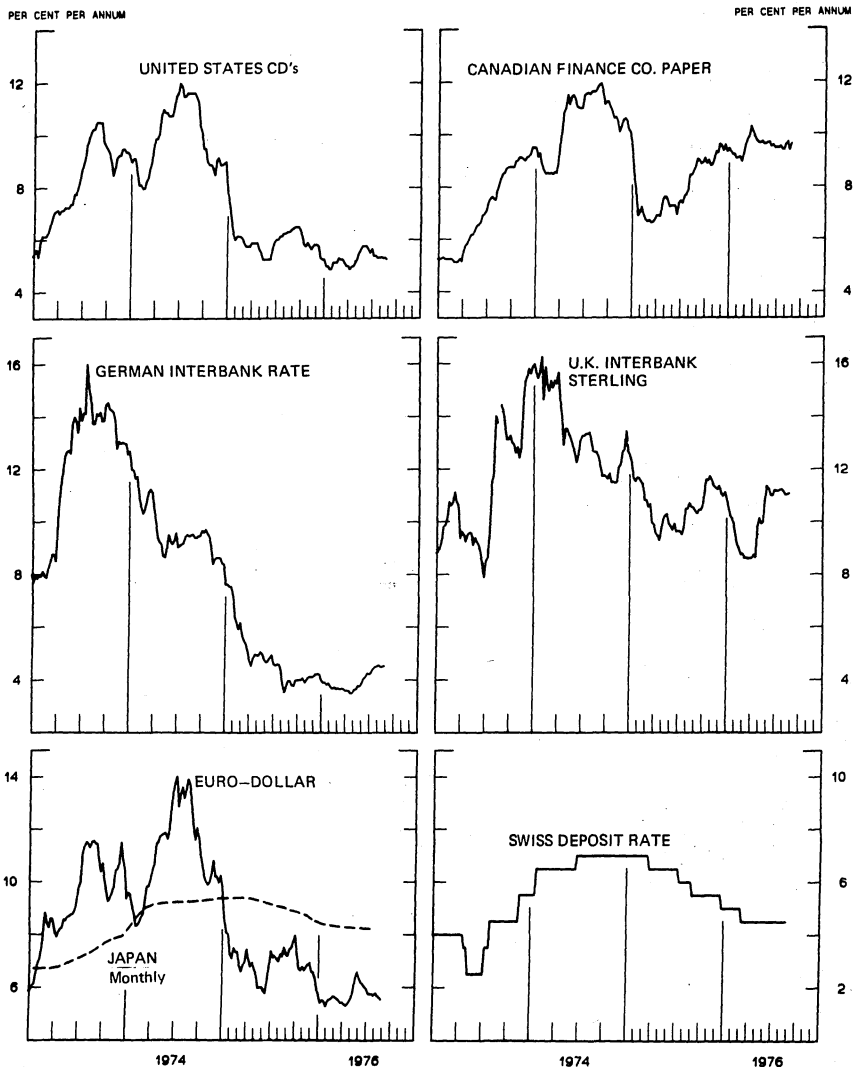 PER CENT PER ANNUM
PER CENT PER ANNUM
UNITED STATES CD's
12
8
4
CANADIAN FINANCE CO. PAPER
12
8
4
GERMAN INTERBANK RATE
16
12
8
4
U.K. INTERBANK
STERLING
16
12
8
4
EURO-DOLLAR
14
10
6
JAPAN
Monthly
SWISS DEPOSIT RATE
10
6
2
1974
1976
1974
1976